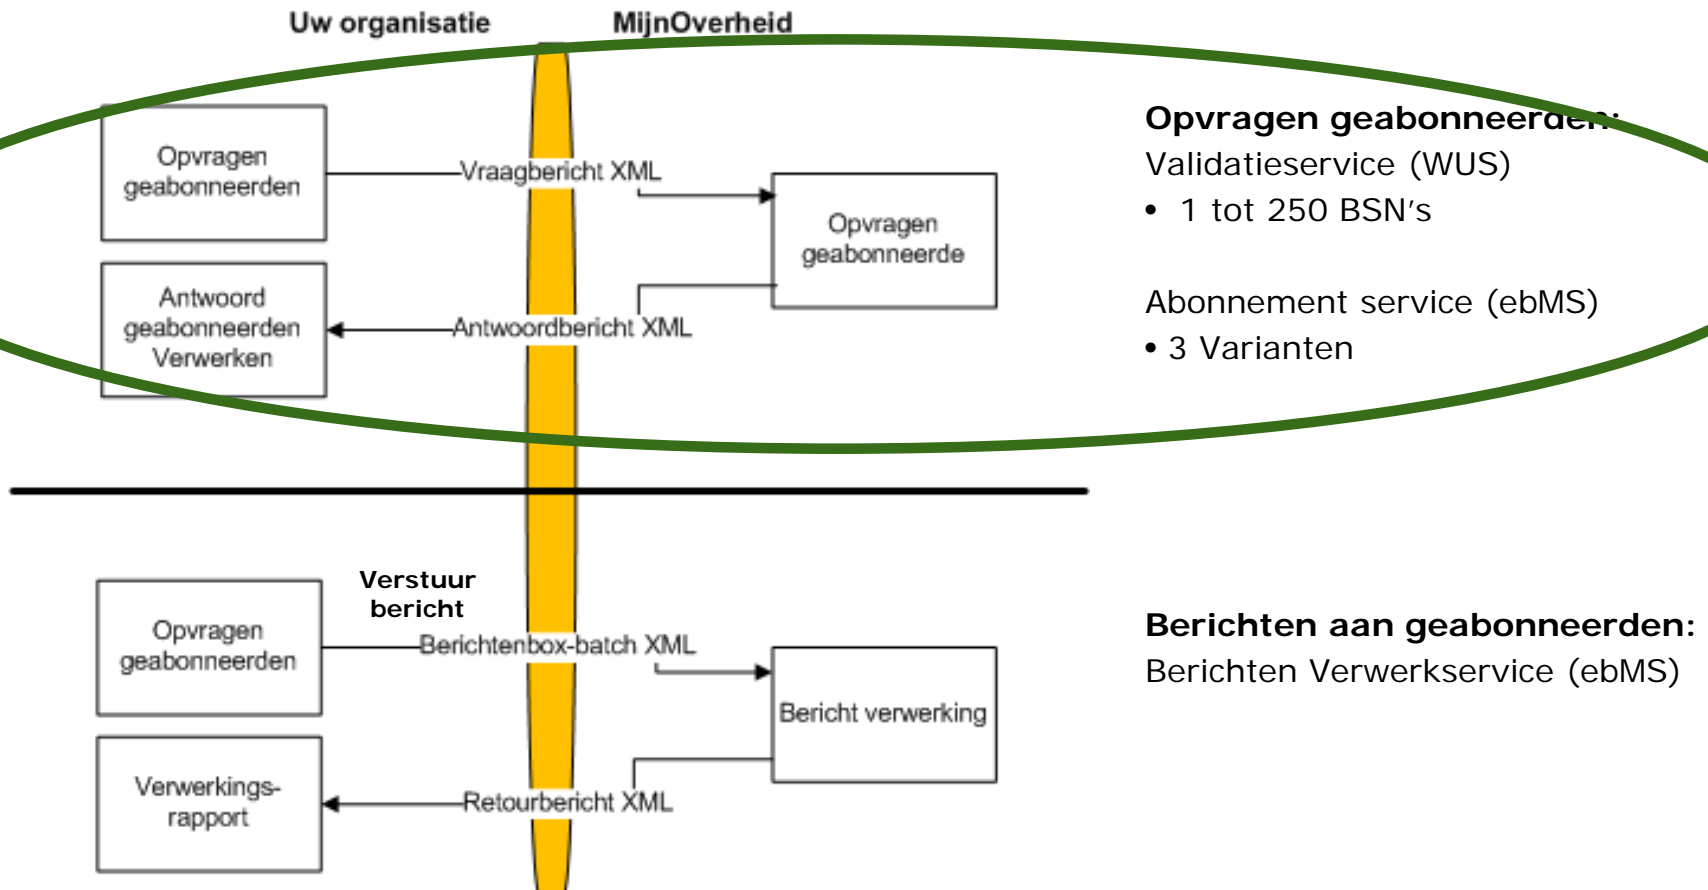 Uw organisatie
MijnOverheid
Opvragen
geabonneerden
Vraagbericht XML
Opvragen
geabonneerde
Antwoord
geabonneerden
Verwerken
Antwoordbericht XML
Opvragen geabonneerden:
Validatieservice (WUS)
• 1 tot 250 BSN's
Abonnement service (ebMS)
• 3 Varianten
Verstuur
bericht
Opvragen
geabonneerden
Berichtenbox-batch XML
Bericht verwerking
Verwerkings-
rapport
Retourbericht XML
Berichten aan geabonneerden:
Berichten Verwerkservice (ebMS)